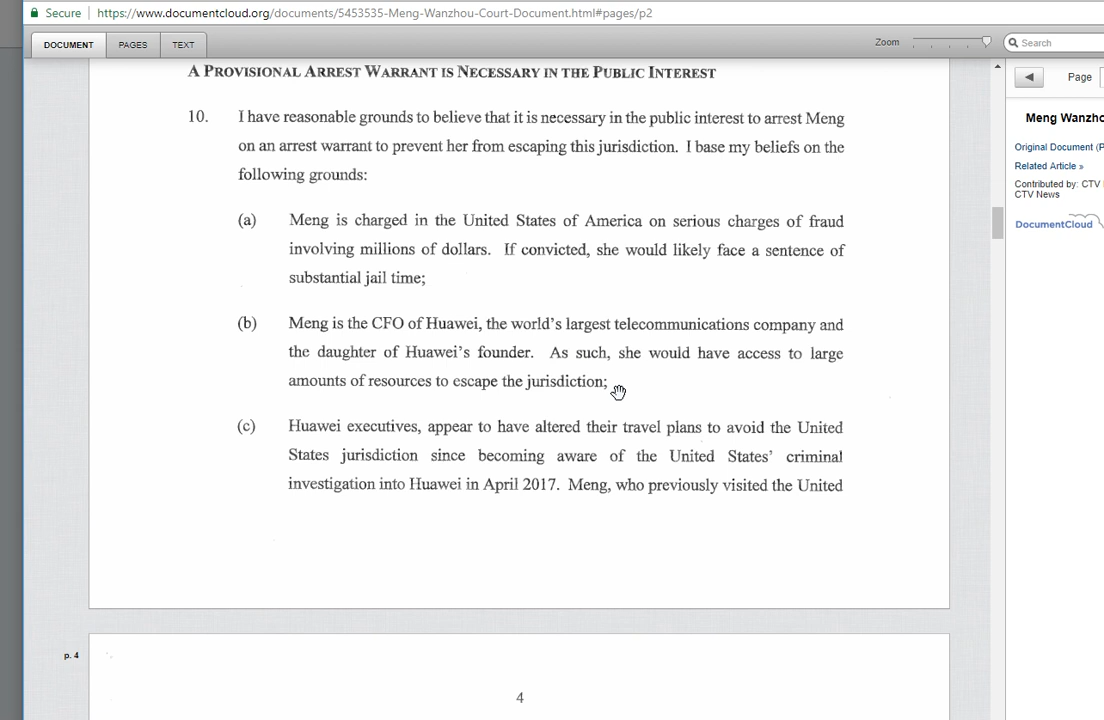 Secure https://www.documentcloud.org/documents/5453535-Meng-Wanzhou-Court-Document.html#pages/p2
DOCUMENT PAGES TEXT Zoom Search
A PROVISIONAL ARREST WARRANT IS NECESSARY IN THE PUBLIC INTEREST
Page
10. I have reasonable grounds to believe that it is necessary in the public interest to arrest Meng
on an arrest warrant to prevent her from escaping this jurisdiction. I base my beliefs on the
following grounds:
(a) Meng is charged in the United States of America on serious charges of fraud
involving millions of dollars. If convicted, she would likely face a sentence of
substantial jail time;
(b) Meng is the CFO of Huawei, the world's largest telecommunications company and
the daughter of Huawei's founder. As such, she would have access to large
amounts of resources to escape the jurisdiction;
(c) Huawei executives, appear to have altered their travel plans to avoid the United
States jurisdiction since becoming aware of the United States' criminal
investigation into Huawei in April 2017. Meng, who previously visited the United
p. 4
4
Meng Wanzho
Original Document (P
Related Article »
Contributed by: CTV
CTV News
DocumentCloud